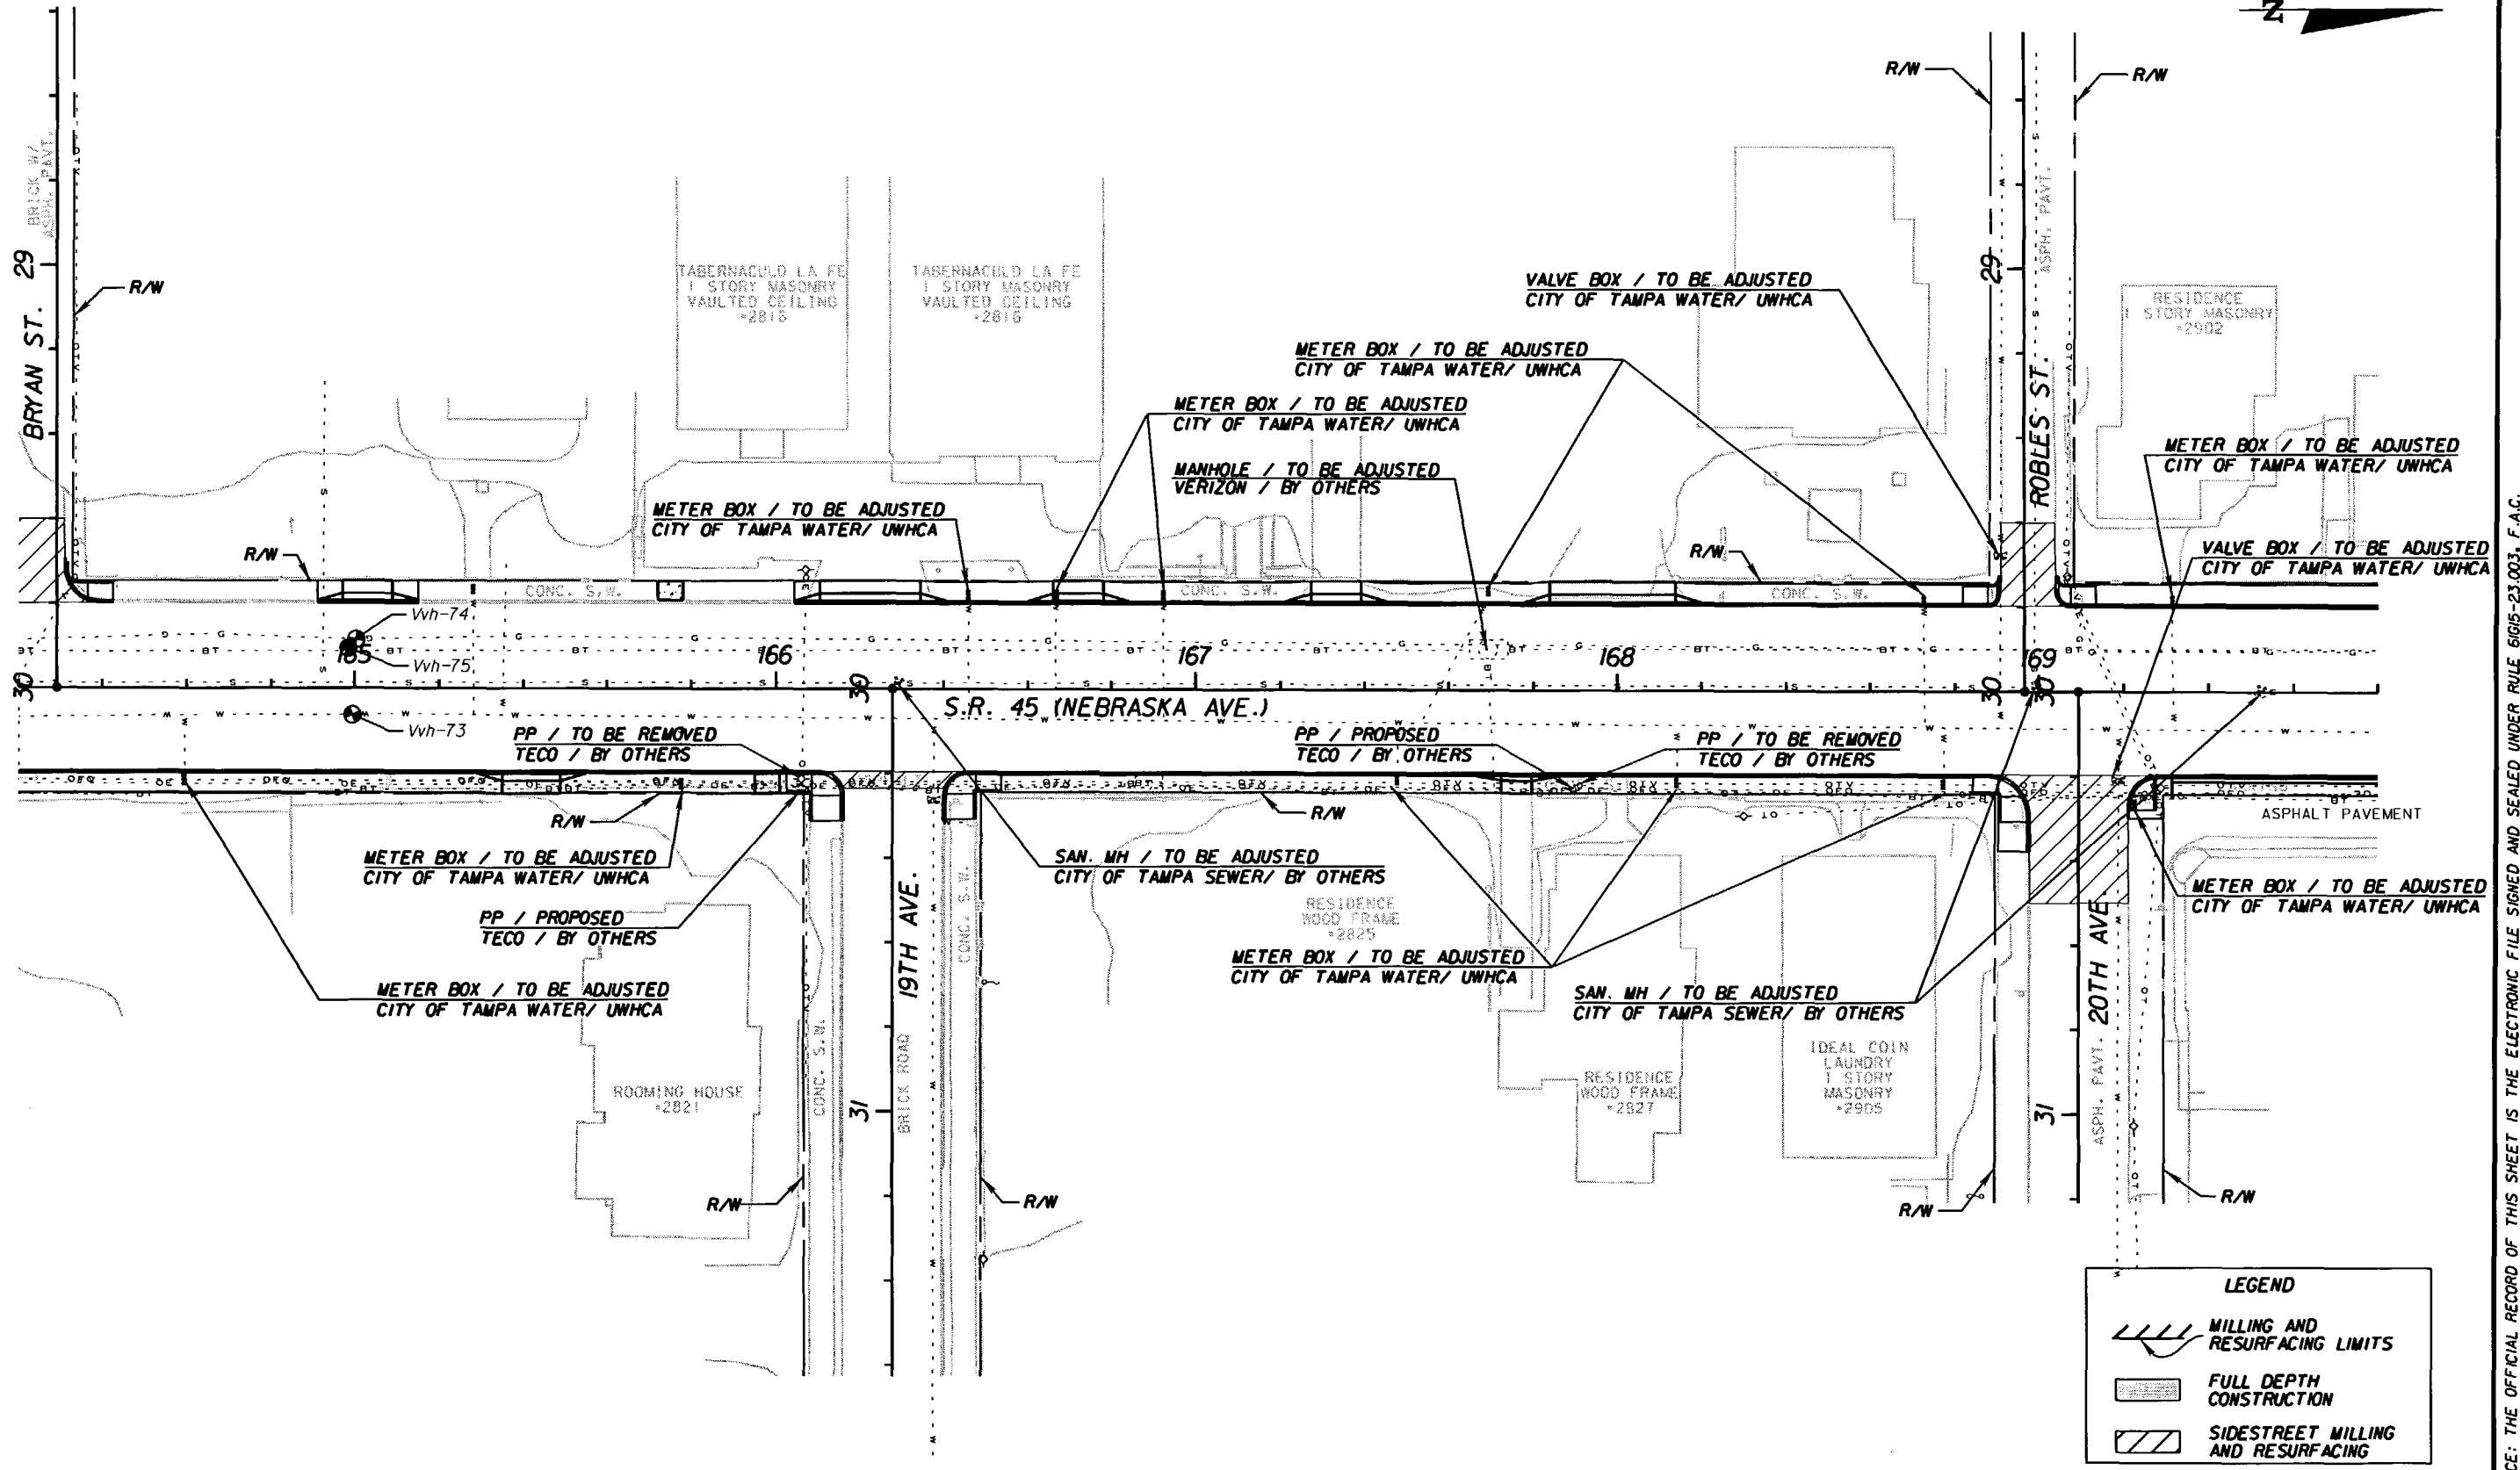 Z
R/W
R/W
BRICK W/
ASPH. PAVT.
29
BRYAN ST.
R/W
TABERNACULO LA FE
1 STORY MASONRY
VAULTED CEILING
*2816
TABERNACULO LA FE
1 STORY MASONRY
VAULTED CEILING
*2816
VALVE BOX / TO BE ADJUSTED
CITY OF TAMPA WATER/ UWHCA
29
ASPH. PAVT.
RESIDENCE
1 STORY MASONRY
*2902
METER BOX / TO BE ADJUSTED
CITY OF TAMPA WATER/ UWHCA
ROBLES ST.
METER BOX / TO BE ADJUSTED
CITY OF TAMPA WATER/ UWHCA
METER BOX / TO BE ADJUSTED
CITY OF TAMPA WATER/ UWHCA
MANHOLE / TO BE ADJUSTED
VERIZON / BY OTHERS
METER BOX / TO BE ADJUSTED
CITY OF TAMPA WATER/ UWHCA
R/W
R/W
VALVE BOX / TO BE ADJUSTED
CITY OF TAMPA WATER/ UWHCA
CONC. S.W.
CONC. S.W.
CONC. S.W.
Vvh-74
Vvh-75
165
166
167
168
169
30
30
30
30
S.R. 45 (NEBRASKA AVE.)
Vvh-73
PP / TO BE REMOVED
TECO / BY OTHERS
PP / PROPOSED
TECO / BY OTHERS
PP / TO BE REMOVED
TECO / BY OTHERS
R/W
R/W
ASPHALT PAVEMENT
METER BOX / TO BE ADJUSTED
CITY OF TAMPA WATER/ UWHCA
SAN. MH / TO BE ADJUSTED
CITY OF TAMPA SEWER/ BY OTHERS
METER BOX / TO BE ADJUSTED
CITY OF TAMPA WATER/ UWHCA
PP / PROPOSED
TECO / BY OTHERS
19TH AVE.
CONC. S.W.
RESIDENCE
WOOD FRAME
*2825
METER BOX / TO BE ADJUSTED
CITY OF TAMPA WATER/ UWHCA
20TH AVE.
METER BOX / TO BE ADJUSTED
CITY OF TAMPA WATER/ UWHCA
SAN. MH / TO BE ADJUSTED
CITY OF TAMPA SEWER/ BY OTHERS
ROOMING HOUSE
*2821
CONC. S.W.
31
BRICK ROAD
RESIDENCE
WOOD FRAME
*2827
IDEAL COIN
LAUNDRY
1 STORY
MASONRY
*2905
31
ASPH. PAVT.
R/W
R/W
R/W
R/W
LEGEND
MILLING AND
RESURFACING LIMITS
FULL DEPTH
CONSTRUCTION
SIDESTREET MILLING
AND RESURFACING
CE: THE OFFICIAL RECORD OF THIS SHEET IS THE ELECTRONIC FILE SIGNED AND SEALED UNDER RULE 61G15-23.003, F.A.C.